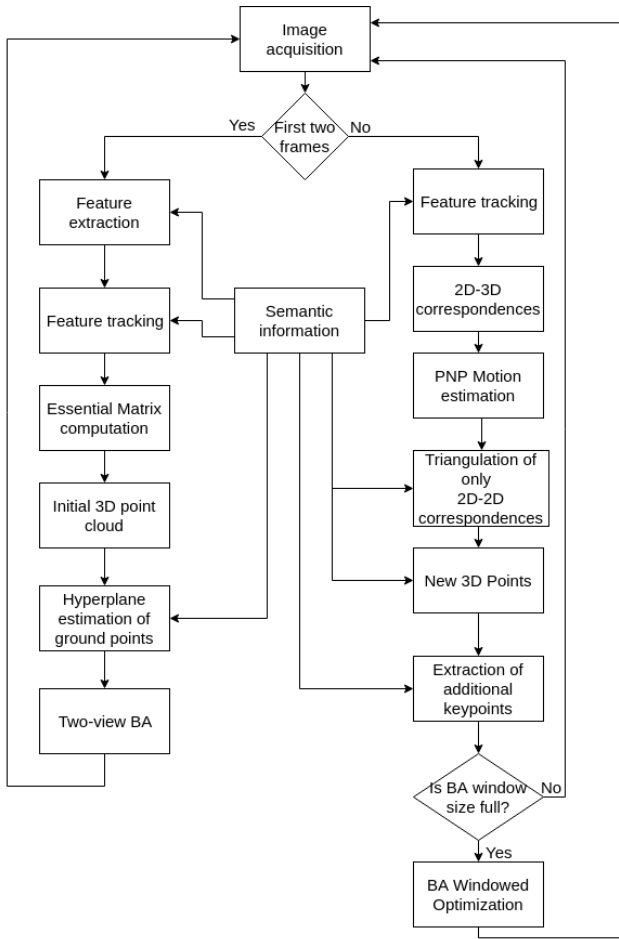 Image
acquisition
First two
frames
Yes
No
Feature
extraction
Feature tracking
Essential Matrix
computation
Initial 3D point
cloud
Hyperplane
estimation of
ground points
Two-view BA
Semantic
information
Feature tracking
2D-3D
correspondences
PNP Motion
estimation
Triangulation of
only
2D-2D
correspondences
New 3D Points
Extraction of
additional
keypoints
Is BA window
size full?
No
Yes
BA Windowed
Optimization